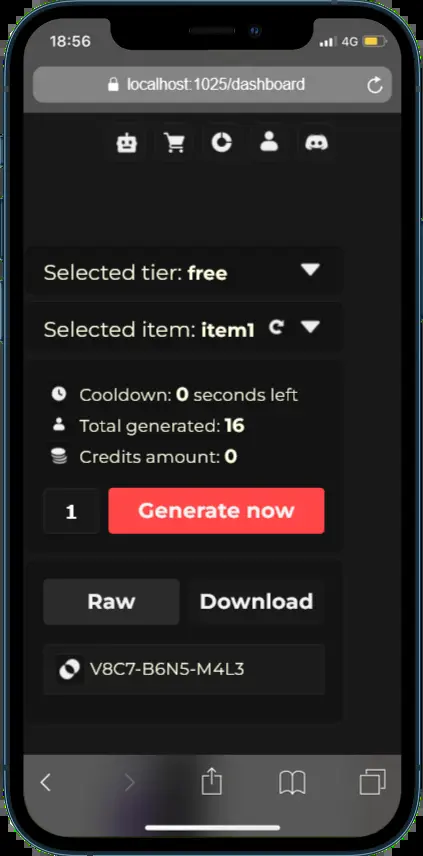 18:56
4G
localhost:1025/dashboard
Selected tier: free
Selected item: item1
Cooldown: 0 seconds left
Total generated: 16
Credits amount: 0
1 Generate now
Raw Download
V8C7-B6N5-M4L3